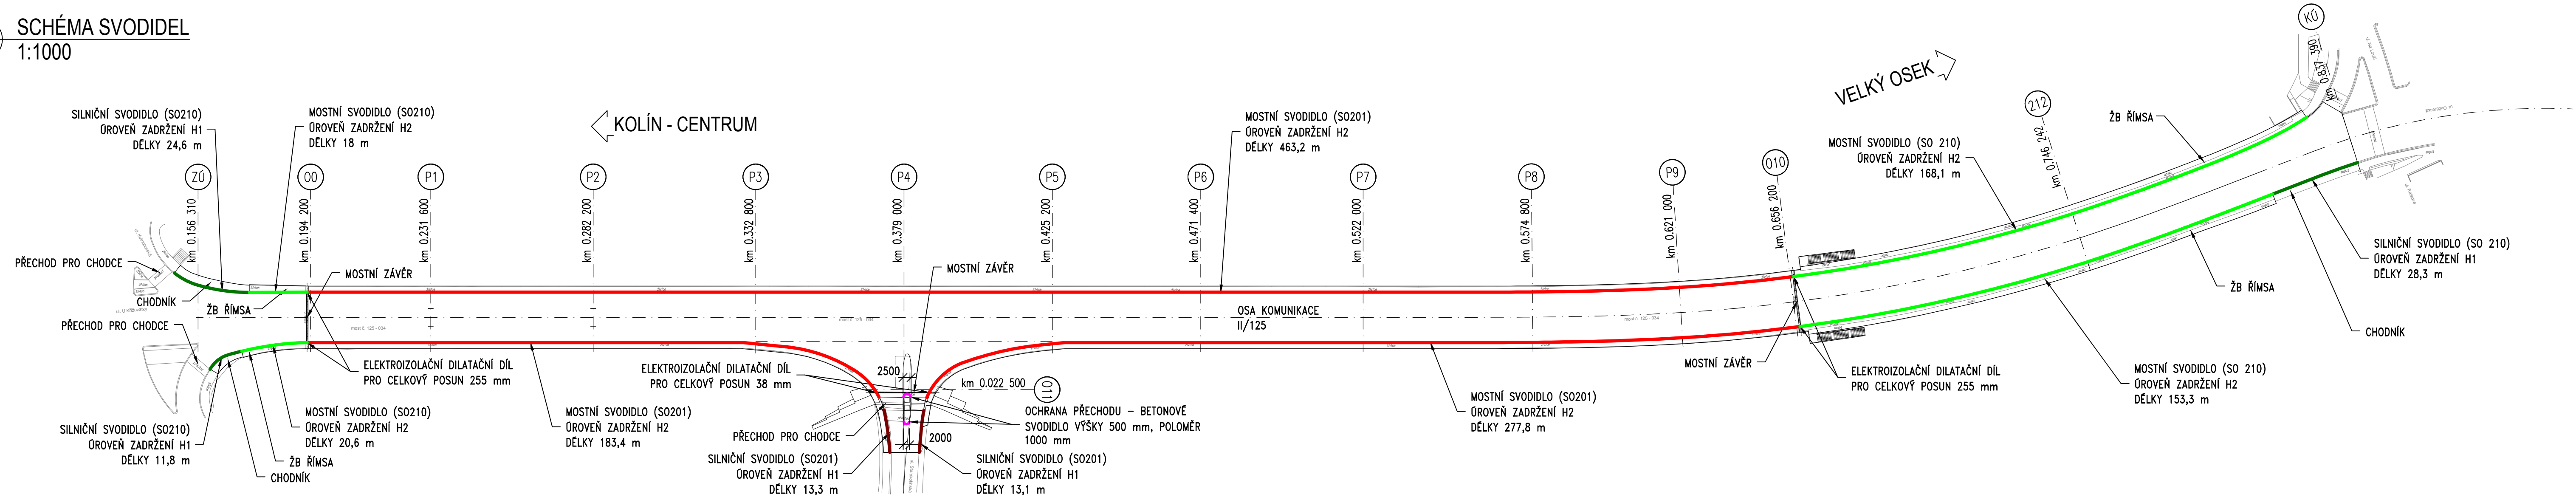 SCHÉMA SVODIDEL
1:1000
SILNIČNÍ SVODIDLO (SO210)
ÚROVEŇ ZADRŽENÍ H1
DÉLKY 24,6 m
MOSTNÍ SVODIDLO (SO210)
ÚROVEŇ ZADRŽENÍ H2
DÉLKY 18 m
KOLÍN - CENTRUM
MOSTNÍ SVODIDLO (SO201)
ÚROVEŇ ZADRŽENÍ H2
DÉLKY 463,2 m
VELKÝ OSEK
MOSTNÍ SVODIDLO (SO 210)
ÚROVEŇ ZADRŽENÍ H2
DÉLKY 168,1 m
ŽB ŘÍMSA
ZÚ
km 0.156 310
O0
km 0.194 200
P1
km 0.231 600
P2
km 0.282 200
P3
km 0.332 800
P4
km 0.379 000
P5
km 0.425 200
P6
km 0.471 400
P7
km 0.522 000
P8
km 0.574 800
P9
km 0.621 000
O10
km 0.656 200
212
km 0.746 242
KÚ
km 0.837 390
PŘECHOD PRO CHODCE
CHODNÍK
ŽB ŘÍMSA
MOSTNÍ ZÁVĚR
PŘECHOD PRO CHODCE
most č. 125 - 034
most č. 125 - 034
most č. 125 - 034
OSA KOMUNIKACE
II/125
MOSTNÍ ZÁVĚR
ELEKTROIZOLAČNÍ DILATAČNÍ DÍL
PRO CELKOVÝ POSUN 255 mm
ELEKTROIZOLAČNÍ DILATAČNÍ DÍL
PRO CELKOVÝ POSUN 38 mm
2500
km 0.022 500
O11
MOSTNÍ ZÁVĚR
ELEKTROIZOLAČNÍ DILATAČNÍ DÍL
PRO CELKOVÝ POSUN 255 mm
ŽB ŘÍMSA
SILNIČNÍ SVODIDLO (SO 210)
ÚROVEŇ ZADRŽENÍ H1
DÉLKY 28,3 m
CHODNÍK
MOSTNÍ SVODIDLO (SO 210)
ÚROVEŇ ZADRŽENÍ H2
DÉLKY 153,3 m
SILNIČNÍ SVODIDLO (SO210)
ÚROVEŇ ZADRŽENÍ H1
DÉLKY 11,8 m
MOSTNÍ SVODIDLO (SO210)
ÚROVEŇ ZADRŽENÍ H2
DÉLKY 20,6 m
ŽB ŘÍMSA
CHODNÍK
MOSTNÍ SVODIDLO (SO201)
ÚROVEŇ ZADRŽENÍ H2
DÉLKY 183,4 m
PŘECHOD PRO CHODCE
2000
OCHRANA PŘECHODU – BETONOVÉ
SVODIDLO VÝŠKY 500 mm, POLOMĚR
1000 mm
SILNIČNÍ SVODIDLO (SO201)
ÚROVEŇ ZADRŽENÍ H1
DÉLKY 13,3 m
SILNIČNÍ SVODIDLO (SO201)
ÚROVEŇ ZADRŽENÍ H1
DÉLKY 13,1 m
MOSTNÍ SVODIDLO (SO201)
ÚROVEŇ ZADRŽENÍ H2
DÉLKY 277,8 m